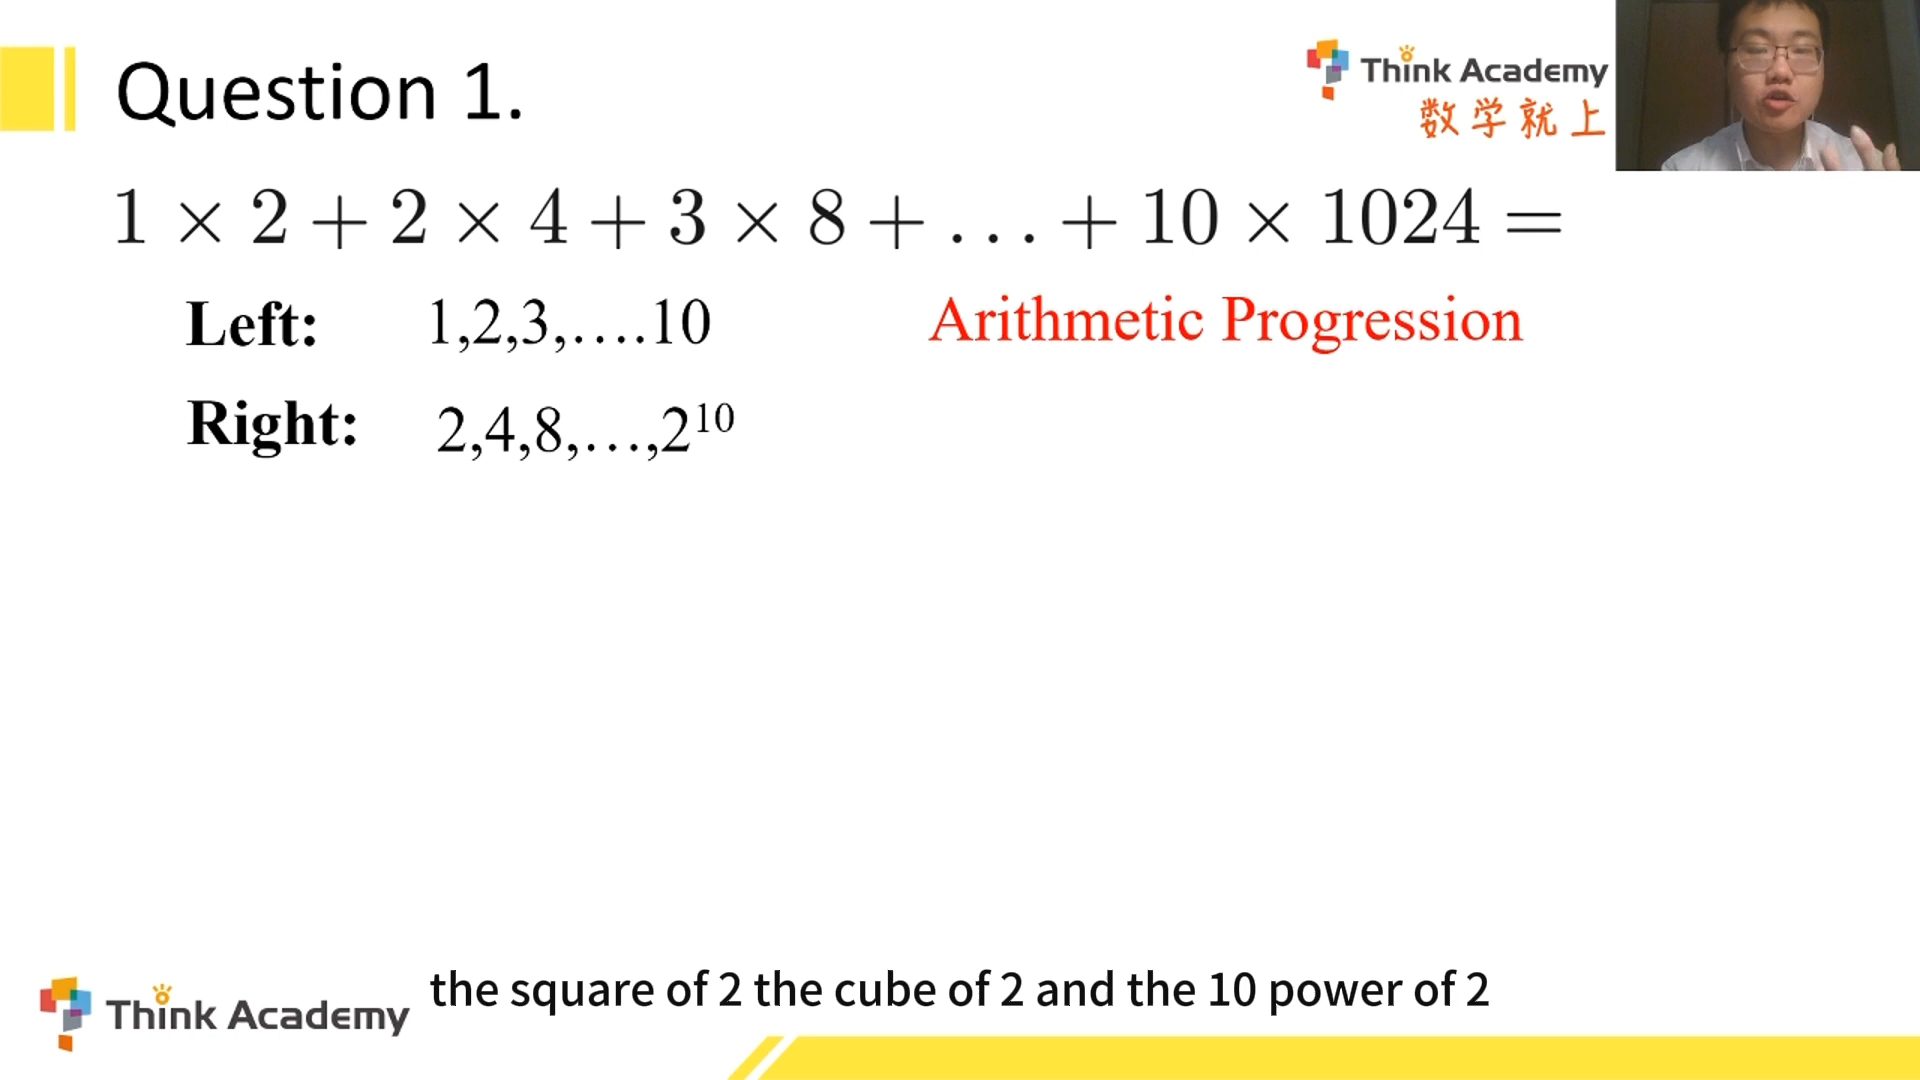 Question 1.
Think Academy
数学就上
1 × 2 + 2 × 4 + 3 × 8 + . . . + 10 × 1024 =
Left: 1,2,3,….10 Arithmetic Progression
Right: 2,4,8,…,2¹⁰
the square of 2 the cube of 2 and the 10 power of 2
Think Academy